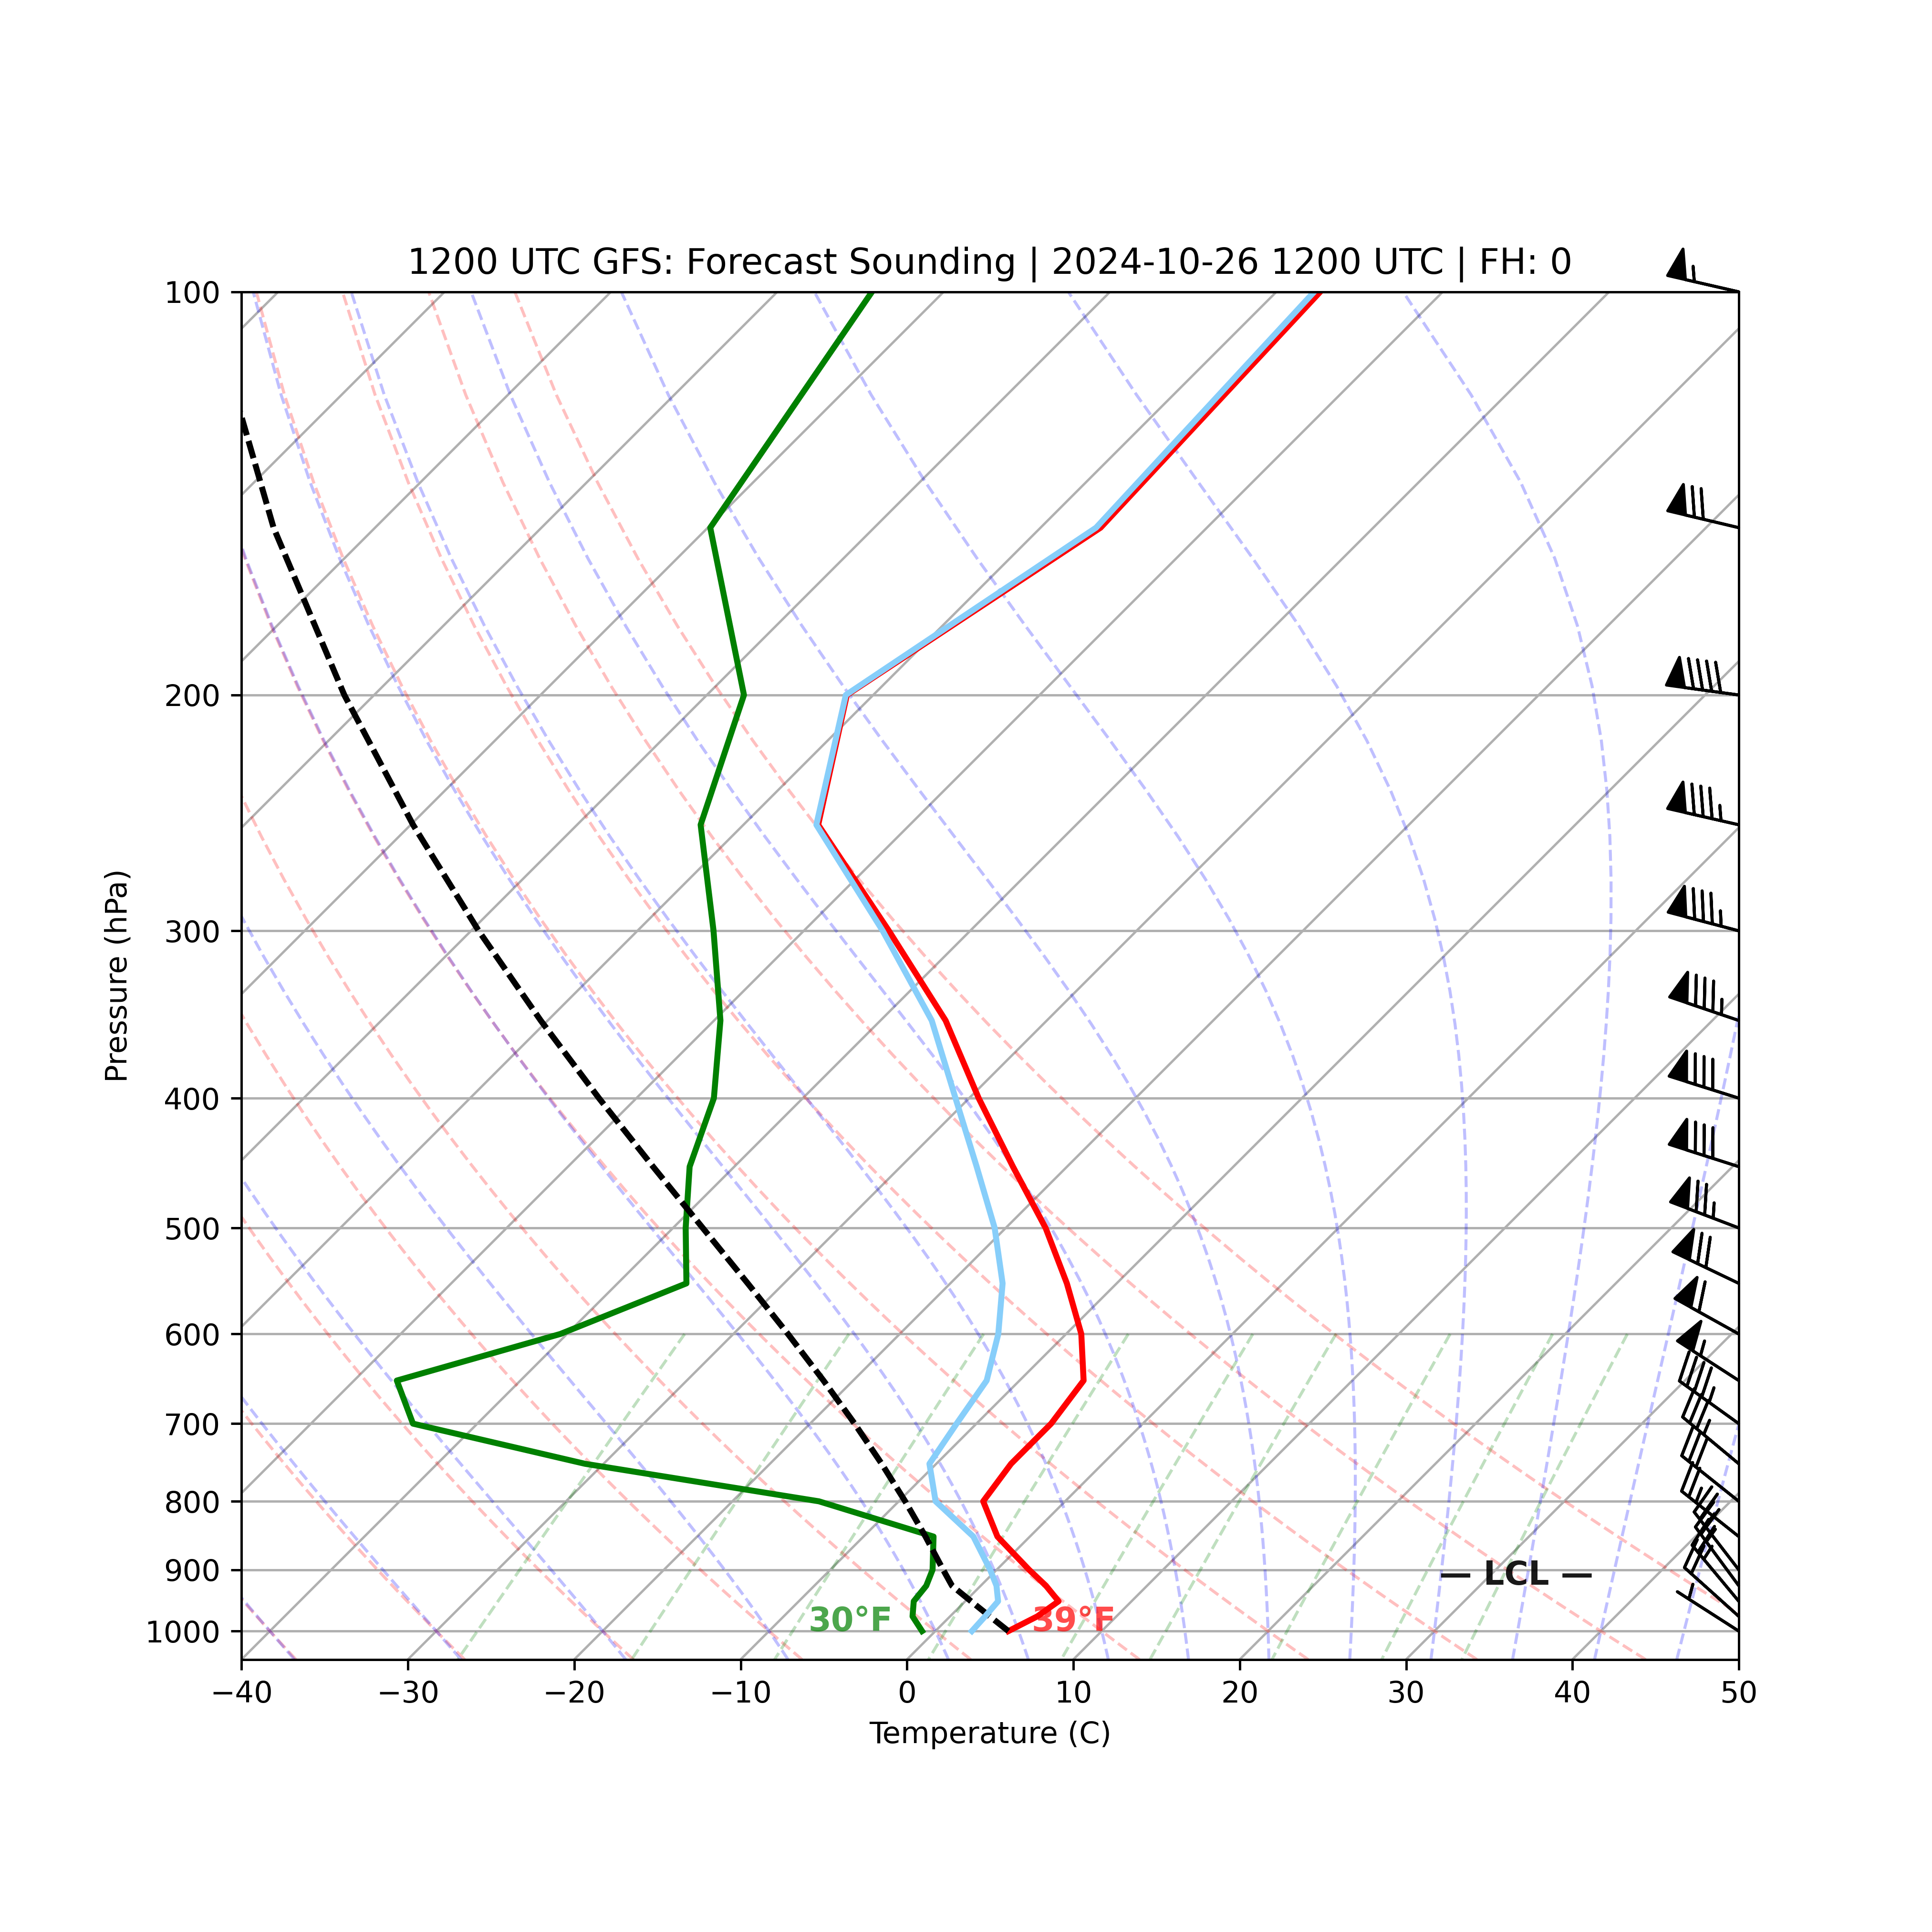 1200 UTC GFS: Forecast Sounding | 2024-10-26 1200 UTC | FH: 0
100
200
300
400
500
600
700
800
900
1000
Pressure (hPa)
— LCL —
30°F
39°F
−40 −30 −20 −10 0 10 20 30 40 50
Temperature (C)